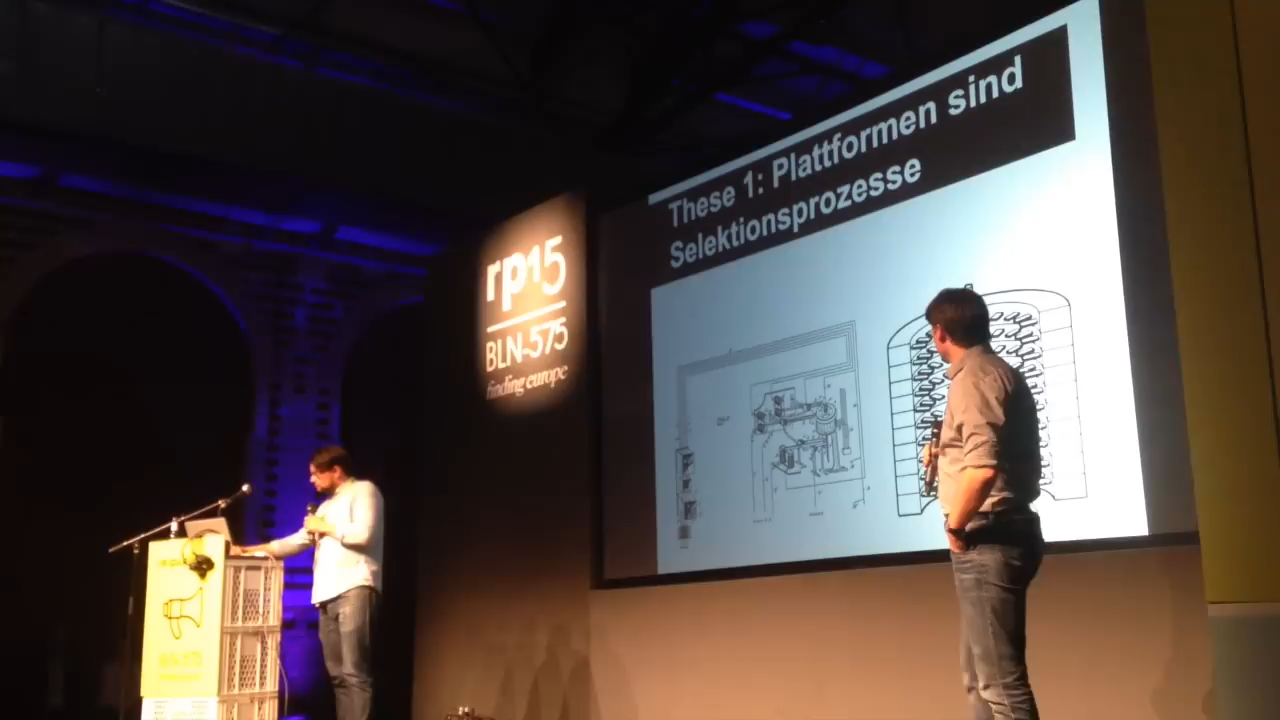 These 1: Plattformen sind
Selektionsprozesse
rp15
BLN-575
finding europe